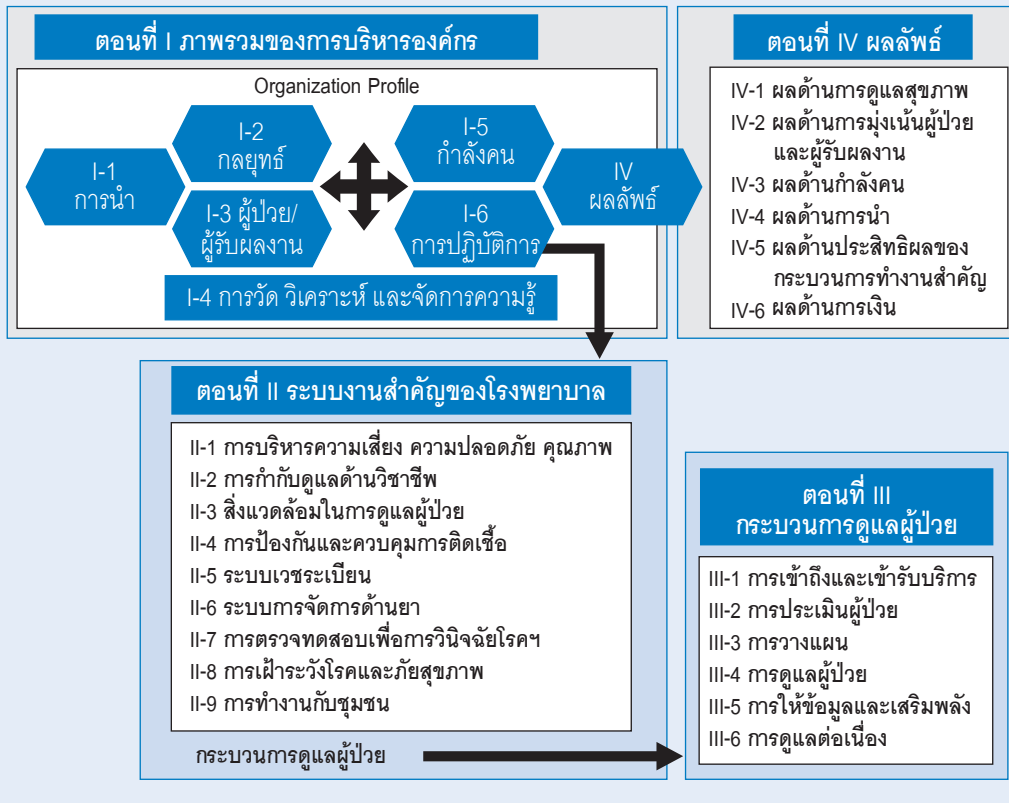 ตอนที่ I ภาพรวมของการบริหารองค์กร
Organization Profile
I-1
การนำ
I-2
กลยุทธ์
I-3 ผู้ป่วย/
ผู้รับผลงาน
I-5
กำลังคน
I-6
การปฏิบัติการ
IV
ผลลัพธ์
I-4 การวัด วิเคราะห์ และจัดการความรู้
ตอนที่ IV ผลลัพธ์
IV-1 ผลด้านการดูแลสุขภาพ
IV-2 ผลด้านการมุ่งเน้นผู้ป่วย
และผู้รับผลงาน
IV-3 ผลด้านกำลังคน
IV-4 ผลด้านการนำ
IV-5 ผลด้านประสิทธิผลของ
กระบวนการทำงานสำคัญ
IV-6 ผลด้านการเงิน
ตอนที่ II ระบบงานสำคัญของโรงพยาบาล
II-1 การบริหารความเสี่ยง ความปลอดภัย คุณภาพ
II-2 การกำกับดูแลด้านวิชาชีพ
II-3 สิ่งแวดล้อมในการดูแลผู้ป่วย
II-4 การป้องกันและควบคุมการติดเชื้อ
II-5 ระบบเวชระเบียน
II-6 ระบบการจัดการด้านยา
II-7 การตรวจทดสอบเพื่อการวินิจฉัยโรคฯ
II-8 การเฝ้าระวังโรคและภัยสุขภาพ
II-9 การทำงานกับชุมชน
กระบวนการดูแลผู้ป่วย
ตอนที่ III
กระบวนการดูแลผู้ป่วย
III-1 การเข้าถึงและเข้ารับบริการ
III-2 การประเมินผู้ป่วย
III-3 การวางแผน
III-4 การดูแลผู้ป่วย
III-5 การให้ข้อมูลและเสริมพลัง
III-6 การดูแลต่อเนื่อง